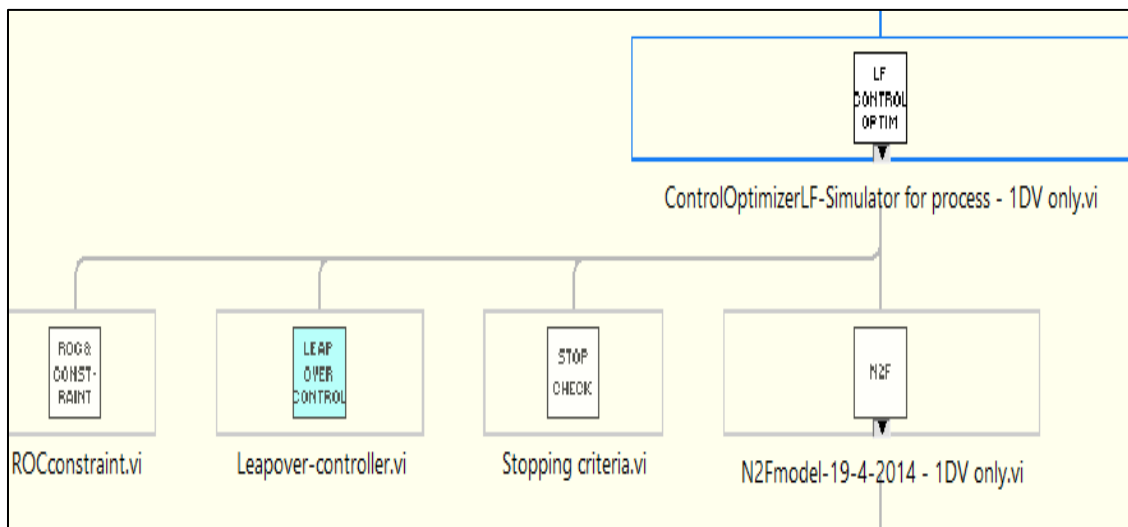 LF
CONTROL
OPTIM
ControlOptimizerLF-Simulator for process - 1DV only.vi
ROC&
CONST-
RAINT
LEAP
OVER
CONTROL
STOP
CHECK
N2F
ROCconstraint.vi
Leapover-controller.vi
Stopping criteria.vi
N2Fmodel-19-4-2014 - 1DV only.vi